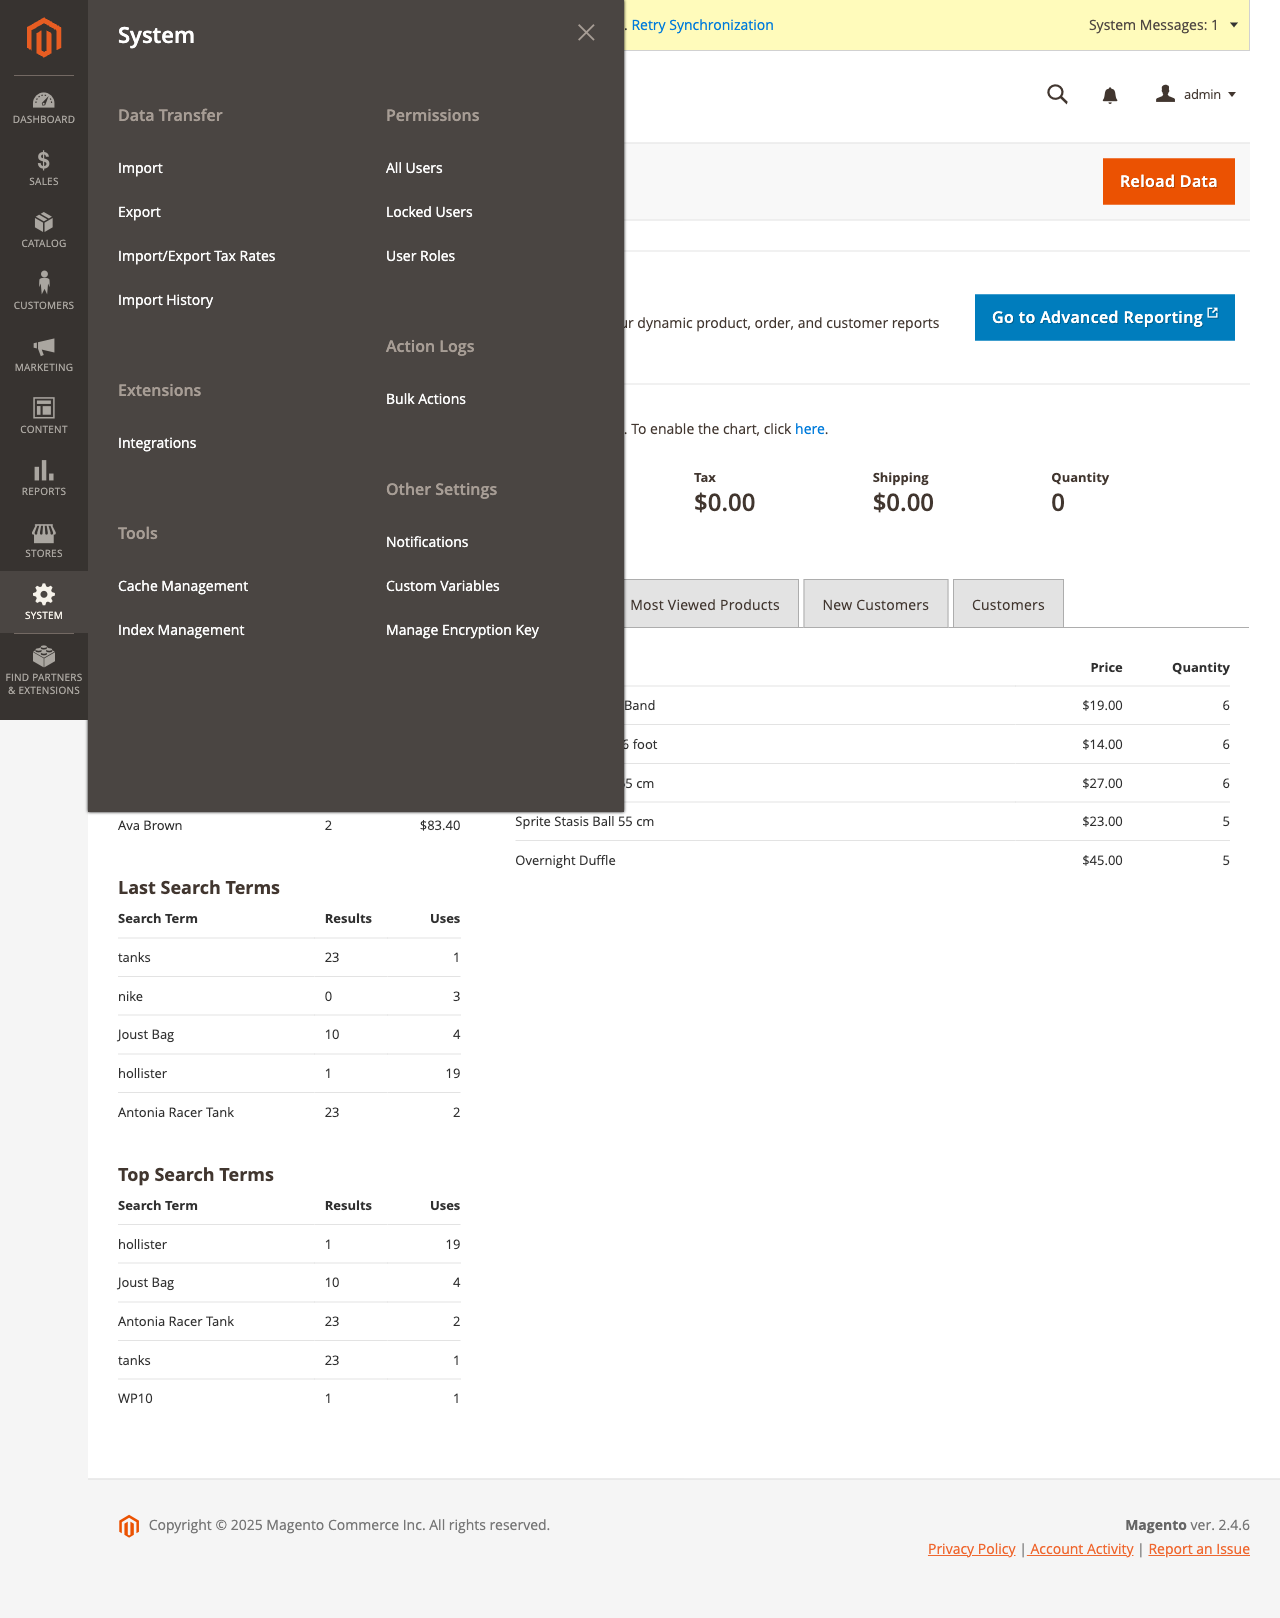 System
. Retry Synchronization
System Messages: 1
admin
DASHBOARD
SALES
CATALOG
CUSTOMERS
MARKETING
CONTENT
REPORTS
STORES
SYSTEM
FIND PARTNERS
& EXTENSIONS
Data Transfer
Import
Export
Import/Export Tax Rates
Import History
Extensions
Integrations
Tools
Cache Management
Index Management
Permissions
All Users
Locked Users
User Roles
Action Logs
Bulk Actions
Other Settings
Notifications
Custom Variables
Manage Encryption Key
Reload Data
ur dynamic product, order, and customer reports
Go to Advanced Reporting
. To enable the chart, click here.
Tax Shipping Quantity
$0.00 $0.00 0
Most Viewed Products New Customers Customers
Price Quantity
Band $19.00 6
6 foot $14.00 6
5 cm $27.00 6
Sprite Stasis Ball 55 cm $23.00 5
Overnight Duffle $45.00 5
Ava Brown 2 $83.40
Last Search Terms
Search Term Results Uses
tanks 23 1
nike 0 3
Joust Bag 10 4
hollister 1 19
Antonia Racer Tank 23 2
Top Search Terms
Search Term Results Uses
hollister 1 19
Joust Bag 10 4
Antonia Racer Tank 23 2
tanks 23 1
WP10 1 1
Copyright © 2025 Magento Commerce Inc. All rights reserved.
Magento ver. 2.4.6
Privacy Policy | Account Activity | Report an Issue